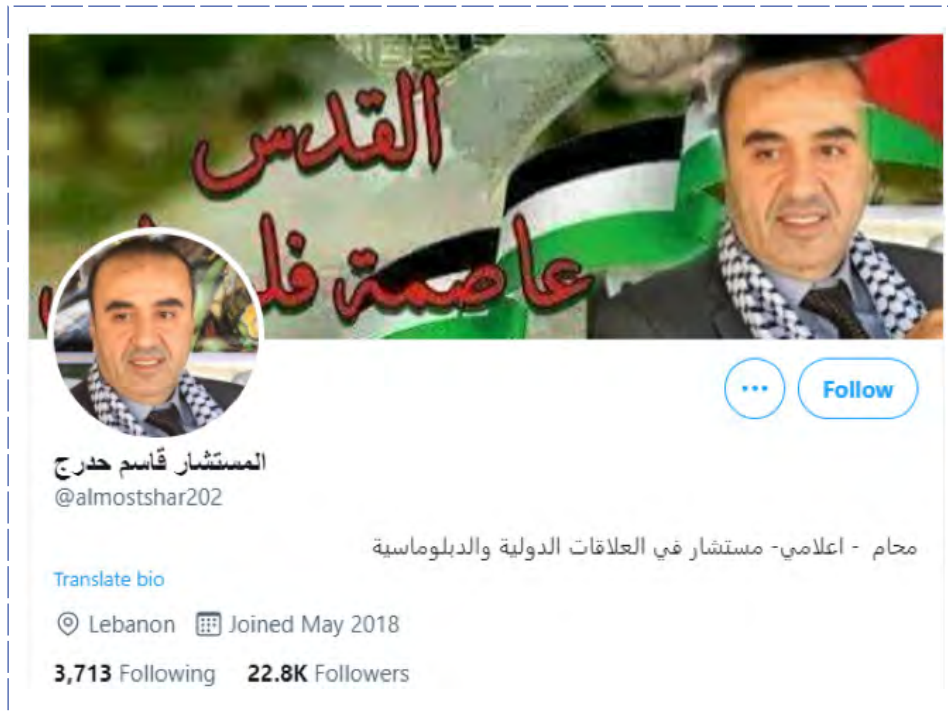 القدس
عاصمة
Follow
المستشار قاسم حدرج
@almostshar202
محام - اعلامي- مستشار في العلاقات الدولية والدبلوماسية
Translate bio
Lebanon Joined May 2018
3,713 Following 22.8K Followers